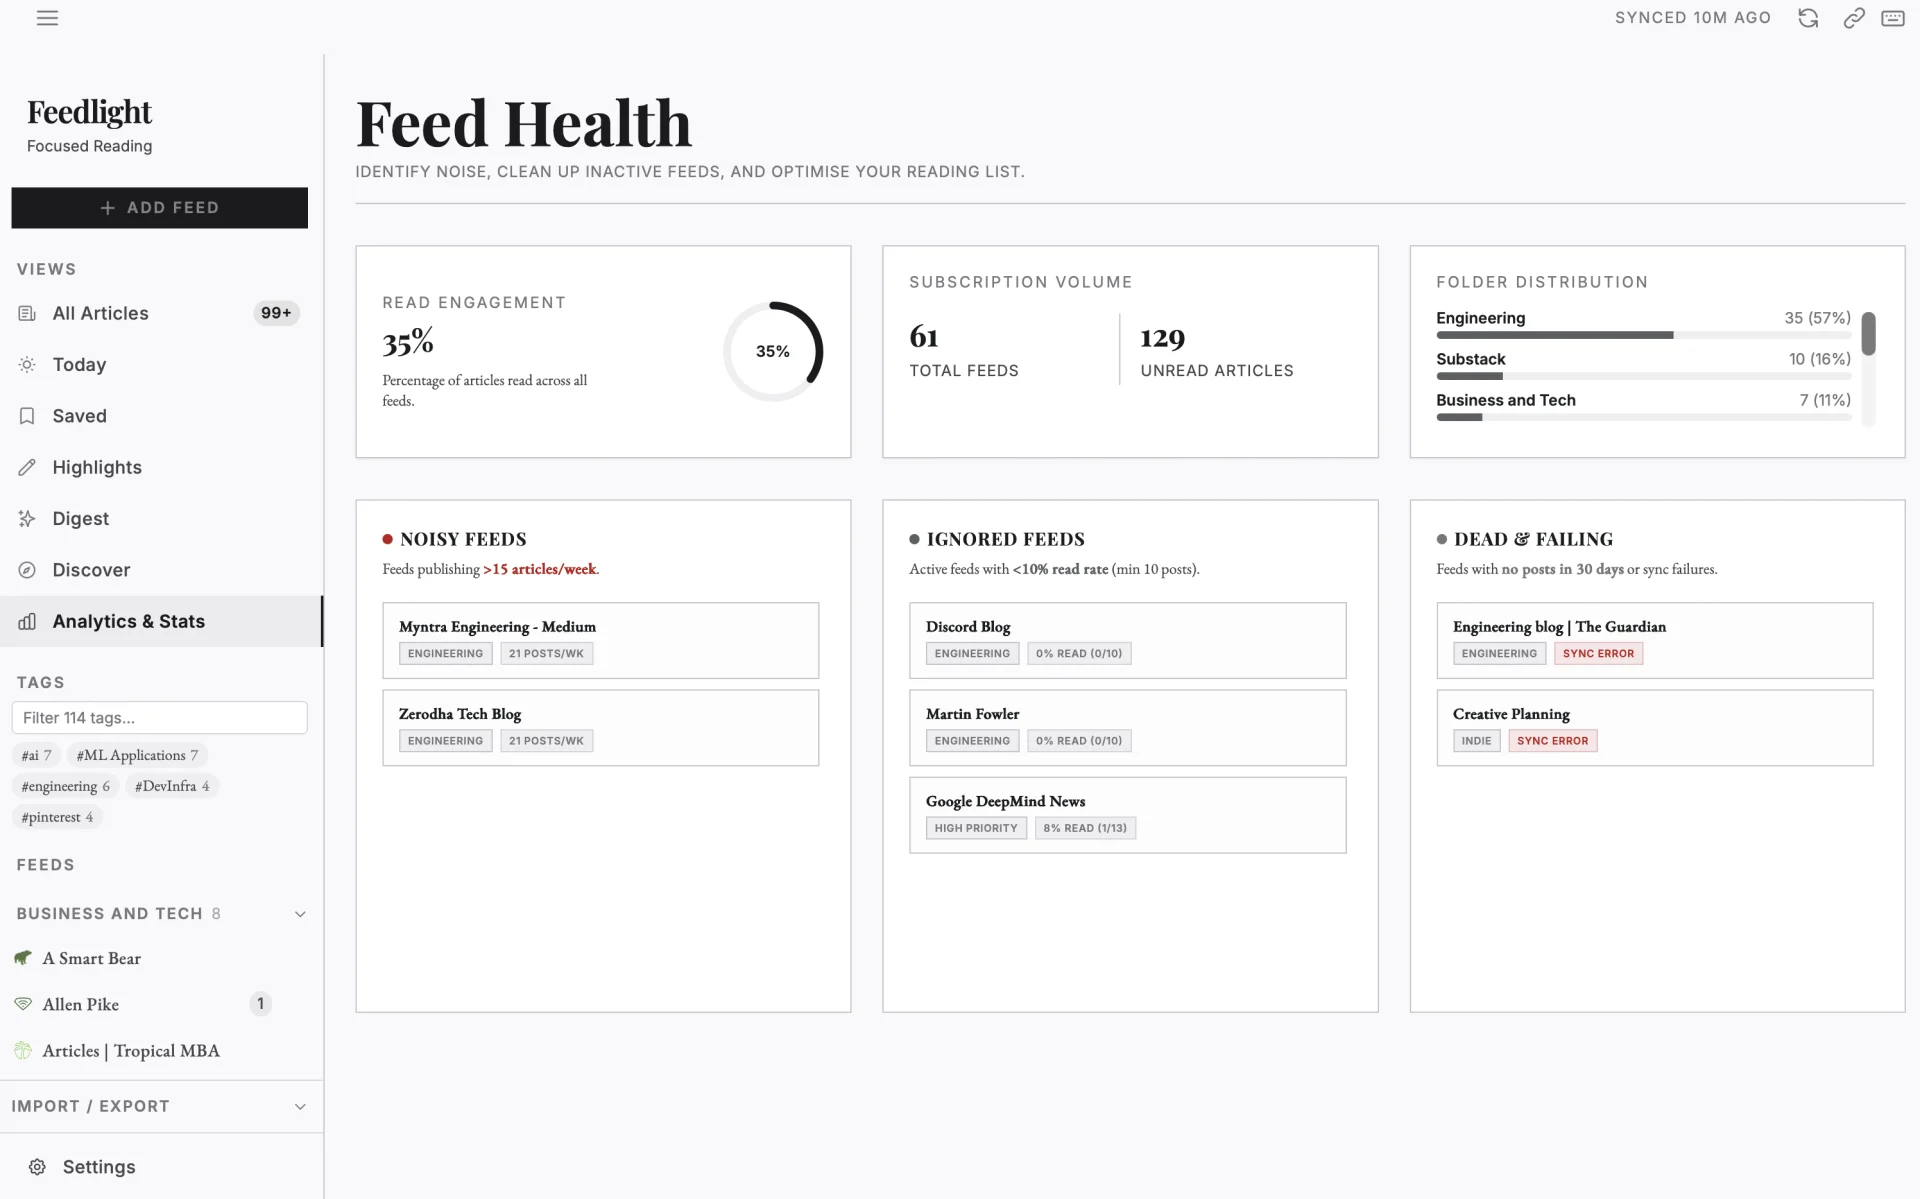 SYNCED 10M AGO
Feedlight
Focused Reading
+ ADD FEED
VIEWS
All Articles 99+
Today
Saved
Highlights
Digest
Discover
Analytics & Stats
TAGS
Filter 114 tags...
#ai 7 #ML Applications 7
#engineering 6 #DevInfra 4
#pinterest 4
FEEDS
BUSINESS AND TECH 8
A Smart Bear
Allen Pike 1
Articles | Tropical MBA
IMPORT / EXPORT
Settings
Feed Health
IDENTIFY NOISE, CLEAN UP INACTIVE FEEDS, AND OPTIMISE YOUR READING LIST.
READ ENGAGEMENT
35%
Percentage of articles read across all
feeds.
35%
SUBSCRIPTION VOLUME
61
TOTAL FEEDS
129
UNREAD ARTICLES
FOLDER DISTRIBUTION
Engineering 35 (57%)
Substack 10 (16%)
Business and Tech 7 (11%)
NOISY FEEDS
Feeds publishing >15 articles/week.
Myntra Engineering - Medium
ENGINEERING 21 POSTS/WK
Zerodha Tech Blog
ENGINEERING 21 POSTS/WK
IGNORED FEEDS
Active feeds with <10% read rate (min 10 posts).
Discord Blog
ENGINEERING 0% READ (0/10)
Martin Fowler
ENGINEERING 0% READ (0/10)
Google DeepMind News
HIGH PRIORITY 8% READ (1/13)
DEAD & FAILING
Feeds with no posts in 30 days or sync failures.
Engineering blog | The Guardian
ENGINEERING SYNC ERROR
Creative Planning
INDIE SYNC ERROR